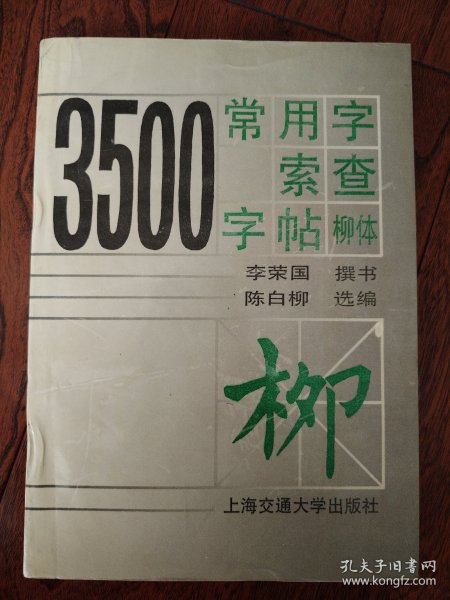 3500
常用字
索查
字帖 柳体
李荣国 撰书
陈白柳 选编
柳
上海交通大学出版社
孔夫子旧书网
www.kongfz.com